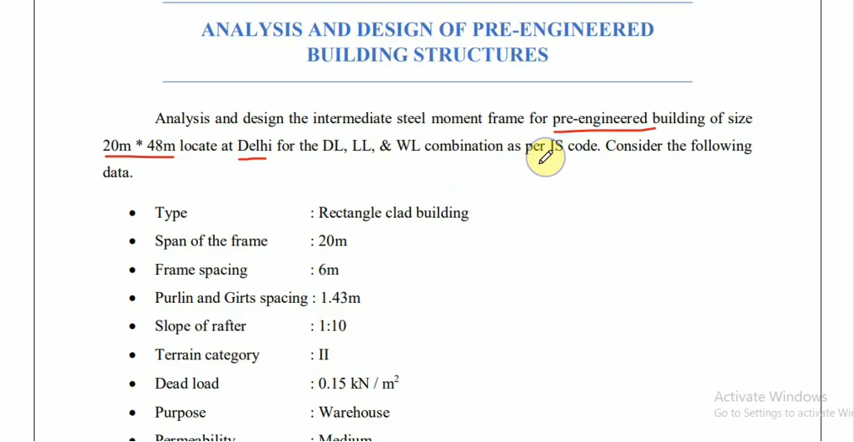 ANALYSIS AND DESIGN OF PRE-ENGINEERED
BUILDING STRUCTURES
Analysis and design the intermediate steel moment frame for pre-engineered building of size
20m * 48m locate at Delhi for the DL, LL, & WL combination as per IS code. Consider the following
data.
• Type : Rectangle clad building
• Span of the frame : 20m
• Frame spacing : 6m
• Purlin and Girts spacing : 1.43m
• Slope of rafter : 1:10
• Terrain category : II
• Dead load : 0.15 kN / m²
• Purpose : Warehouse
• Permeability : Medium
Activate Windows
Go to Settings to activate Wi